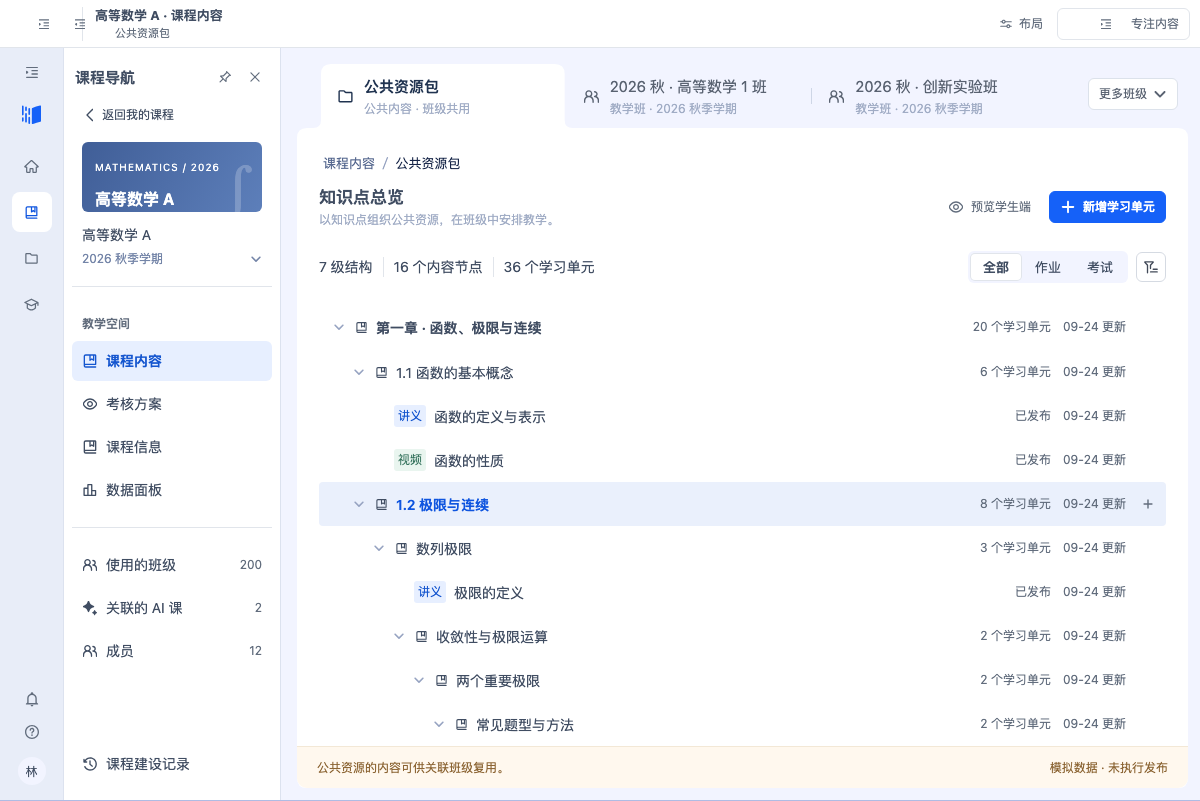 高等数学 A · 课程内容
公共资源包
布局
专注内容
课程导航
返回我的课程
MATHEMATICS / 2026
高等数学 A
高等数学 A
2026 秋季学期
教学空间
课程内容
考核方案
课程信息
数据面板
使用的班级 200
关联的 AI 课 2
成员 12
课程建设记录
林
公共资源包
公共内容 · 班级共用
2026 秋 · 高等数学 1 班
教学班 · 2026 秋季学期
2026 秋 · 创新实验班
教学班 · 2026 秋季学期
更多班级
课程内容 / 公共资源包
知识点总览
以知识点组织公共资源，在班级中安排教学。
预览学生端
新增学习单元
7 级结构 16 个内容节点 36 个学习单元
全部 作业 考试
第一章 · 函数、极限与连续 20 个学习单元 09-24 更新
1.1 函数的基本概念 6 个学习单元 09-24 更新
讲义 函数的定义与表示 已发布 09-24 更新
视频 函数的性质 已发布 09-24 更新
1.2 极限与连续 8 个学习单元 09-24 更新
数列极限 3 个学习单元 09-24 更新
讲义 极限的定义 已发布 09-24 更新
收敛性与极限运算 2 个学习单元 09-24 更新
两个重要极限 2 个学习单元 09-24 更新
常见题型与方法 2 个学习单元 09-24 更新
公共资源的内容可供关联班级复用。 模拟数据 · 未执行发布